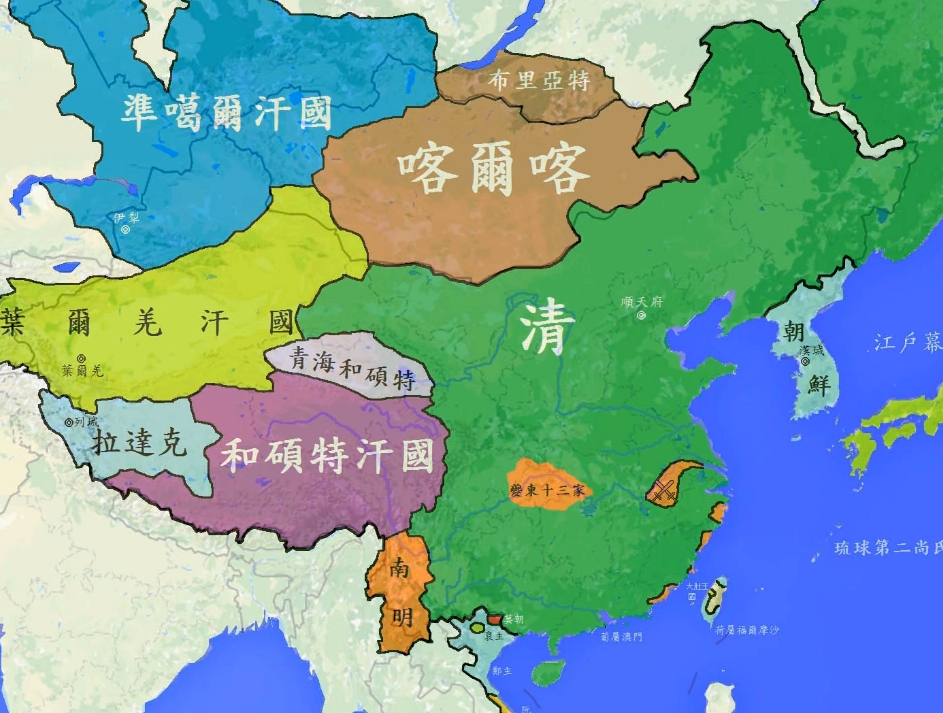 布里亞特
準噶爾汗國
喀爾喀
伊犁
順天府
葉爾羌汗國
清
朝鮮
漢城
江戶幕
青海和碩特
葉爾羌
列城
拉達克
和碩特汗國
夔東十三家
琉球第二尚氏
南明
大肚王國
莫朝
葡屬澳門
荷屬福爾摩沙
裒主
鄭主
阮